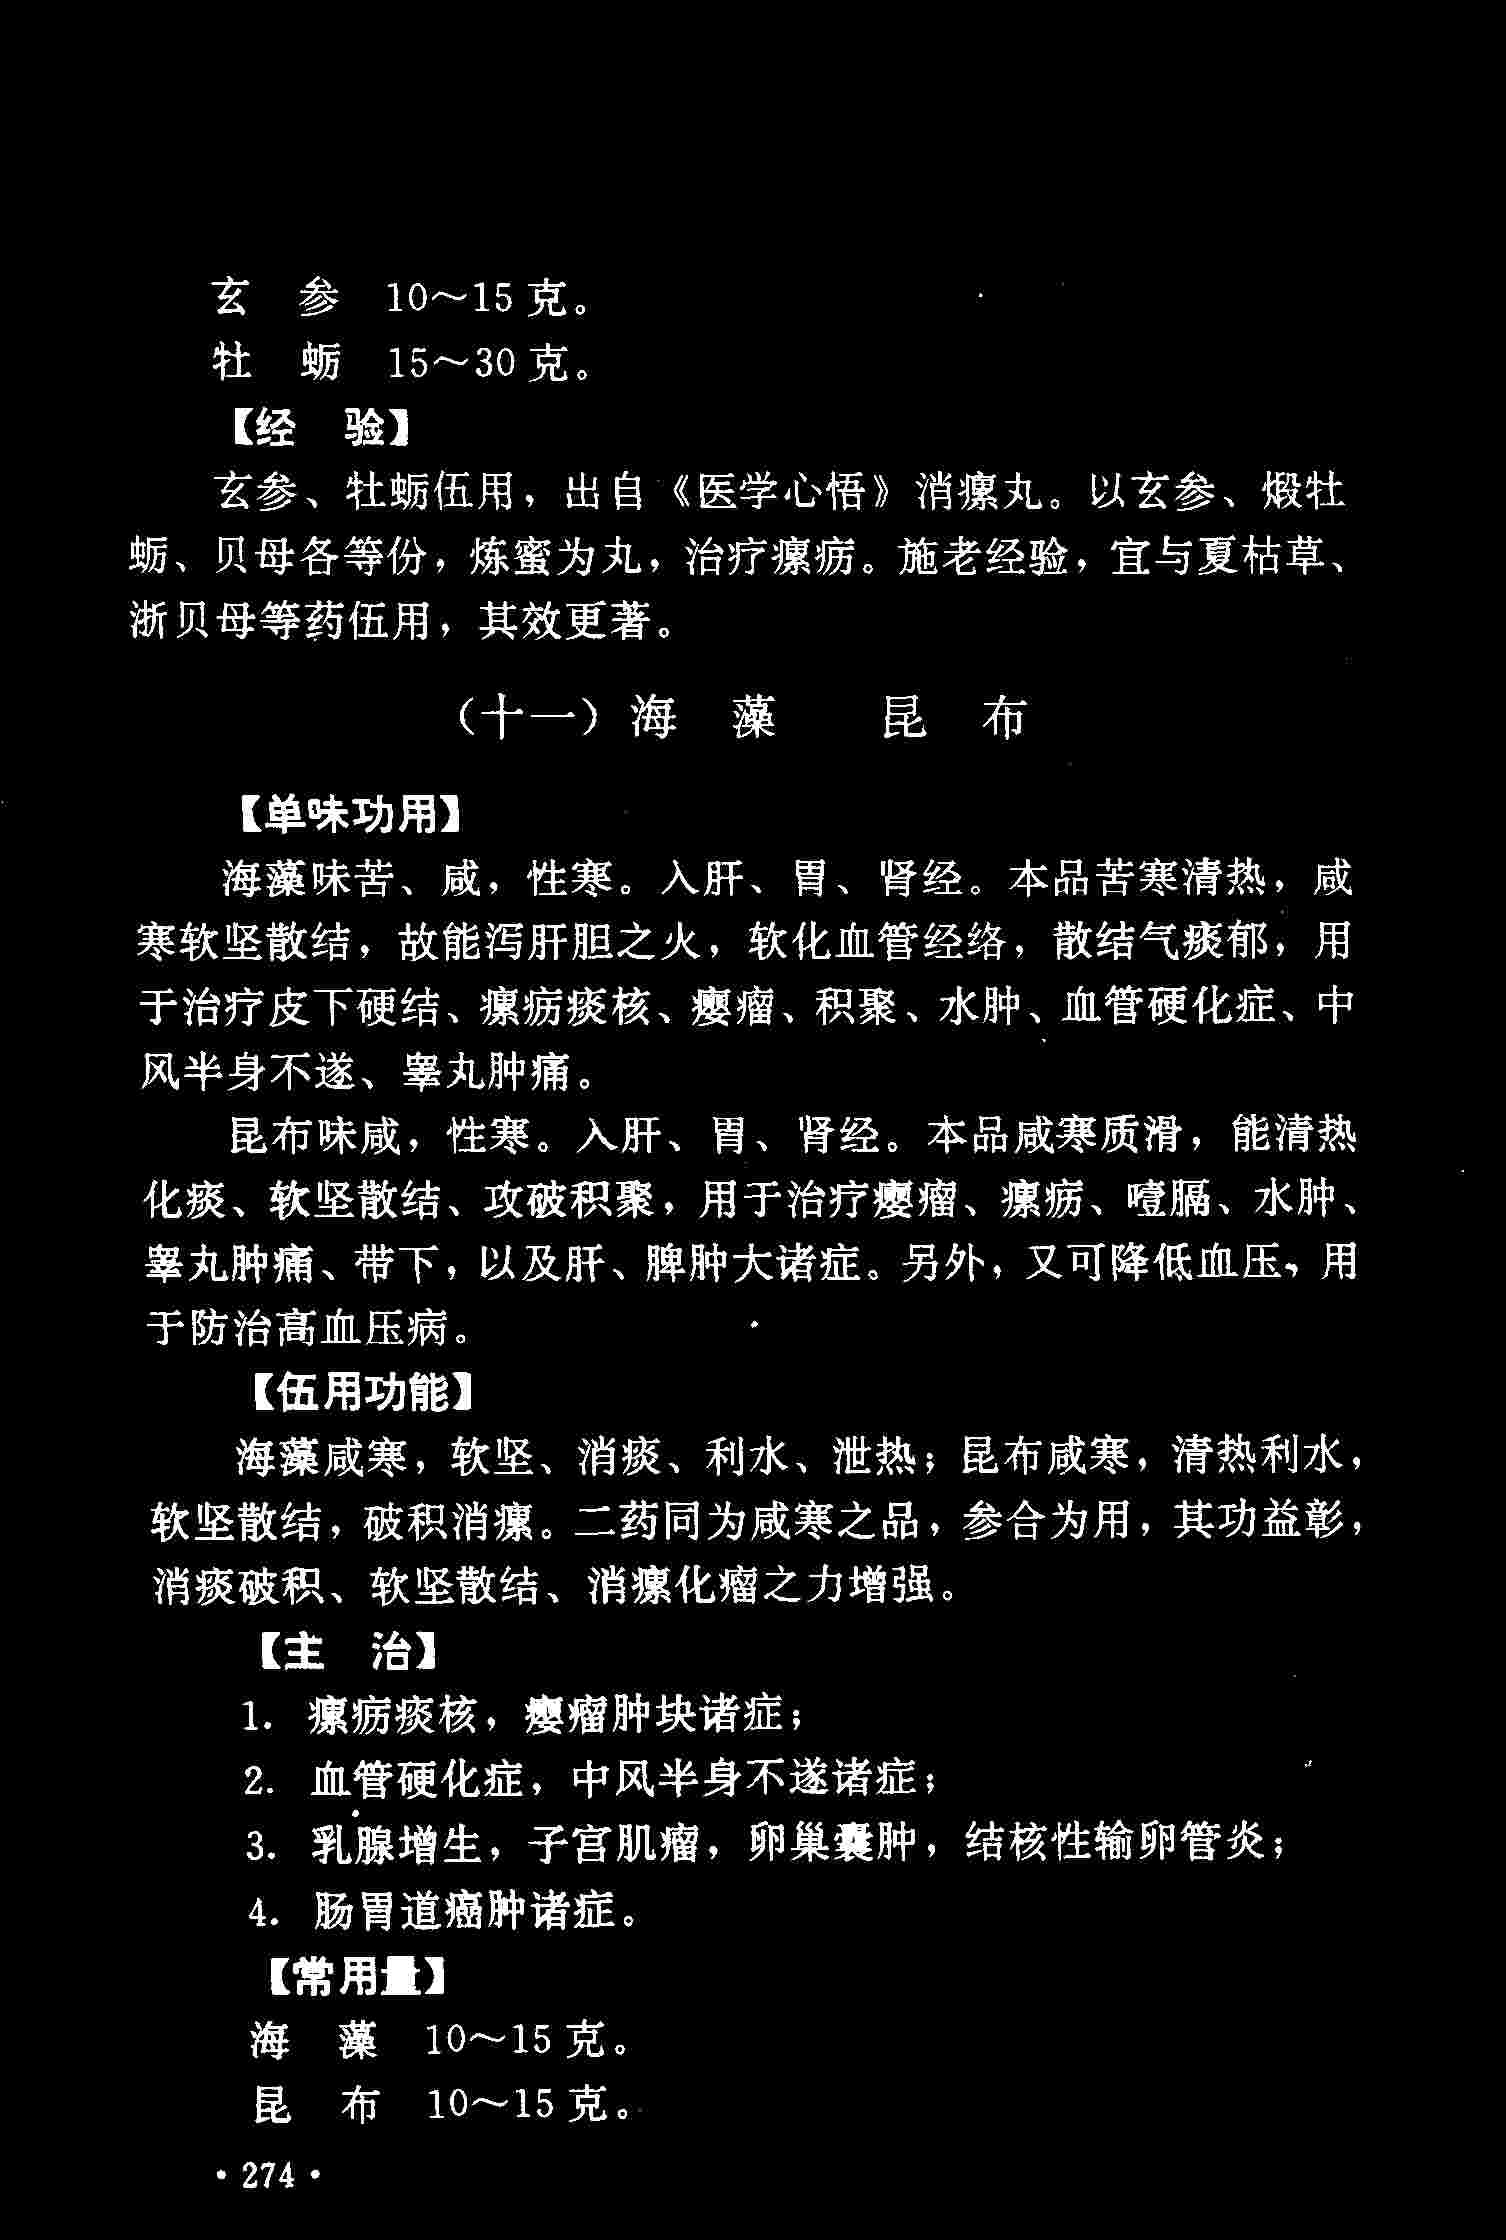 玄　参　10～15克。
牡　蛎　15～30克。
【经　验】
玄参、牡蛎伍用，出自《医学心悟》消瘰丸。以玄参、煅牡
蛎、贝母各等份，炼蜜为丸，治疗瘰疬。施老经验，宜与夏枯草、
浙贝母等药伍用，其效更著。
（十一）海　藻　　昆　布
【单味功用】
海藻味苦、咸，性寒。入肝、胃、肾经。本品苦寒清热，咸
寒软坚散结，故能泻肝胆之火，软化血管经络，散结气痰郁，用
于治疗皮下硬结、瘰疬痰核、瘿瘤、积聚、水肿、血管硬化症、中
风半身不遂、睾丸肿痛。
昆布味咸，性寒。入肝、胃、肾经。本品咸寒质滑，能清热
化痰、软坚散结、攻破积聚，用于治疗瘿瘤、瘰疬、噎膈、水肿、
睾丸肿痛、带下，以及肝、脾肿大诸症。另外，又可降低血压，用
于防治高血压病。
【伍用功能】
海藻咸寒，软坚、消痰、利水、泄热；昆布咸寒，清热利水，
软坚散结，破积消瘰。二药同为咸寒之品，参合为用，其功益彰，
消痰破积、软坚散结、消瘰化瘤之力增强。
【主　治】
1. 瘰疬痰核，瘿瘤肿块诸症；
2. 血管硬化症，中风半身不遂诸症；
3. 乳腺增生，子宫肌瘤，卵巢囊肿，结核性输卵管炎；
4. 肠胃道癌肿诸症。
【常用量】
海　藻　10～15克。
昆　布　10～15克。
·274·